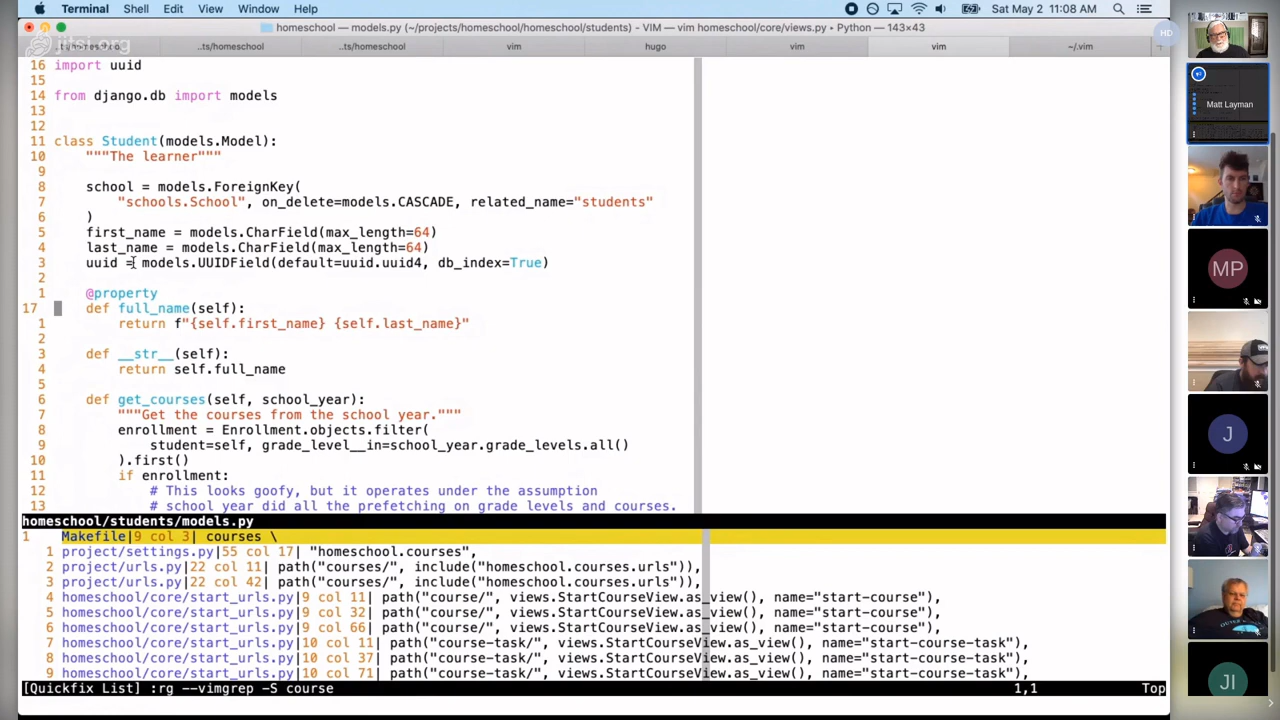 Terminal Shell Edit View Window Help Sat May 2 11:08 AM
homeschool — models.py (~/projects/homeschool/homeschool/students) - VIM — vim homeschool/core/views.py ▸ Python — 143×43
jitsi.org
..ts/homeschool ..ts/homeschool vim hugo vim vim ~/.vim
HD
16 import uuid
15
14 from django.db import models
13
12
11 class Student(models.Model):
10 """The learner"""
9
8 school = models.ForeignKey(
7 "schools.School", on_delete=models.CASCADE, related_name="students"
6 )
5 first_name = models.CharField(max_length=64)
4 last_name = models.CharField(max_length=64)
3 uuid = models.UUIDField(default=uuid.uuid4, db_index=True)
2
1 @property
17 def full_name(self):
1 return f"{self.first_name} {self.last_name}"
2
3 def __str__(self):
4 return self.full_name
5
6 def get_courses(self, school_year):
7 """Get the courses from the school year."""
8 enrollment = Enrollment.objects.filter(
9 student=self, grade_level__in=school_year.grade_levels.all()
10 ).first()
11 if enrollment:
12 # This looks goofy, but it operates under the assumption
13 # school year did all the prefetching on grade levels and courses.
homeschool/students/models.py
1 Makefile|9 col 3| courses \
1 project/settings.py|55 col 17| "homeschool.courses",
2 project/urls.py|22 col 11| path("courses/", include("homeschool.courses.urls")),
3 project/urls.py|22 col 42| path("courses/", include("homeschool.courses.urls")),
4 homeschool/core/start_urls.py|9 col 11| path("course/", views.StartCourseView.as_view(), name="start-course"),
5 homeschool/core/start_urls.py|9 col 32| path("course/", views.StartCourseView.as_view(), name="start-course"),
6 homeschool/core/start_urls.py|9 col 66| path("course/", views.StartCourseView.as_view(), name="start-course"),
7 homeschool/core/start_urls.py|10 col 11| path("course-task/", views.StartCourseView.as_view(), name="start-course-task"),
8 homeschool/core/start_urls.py|10 col 37| path("course-task/", views.StartCourseView.as_view(), name="start-course-task"),
9 homeschool/core/start_urls.py|10 col 71| path("course-task/", views.StartCourseView.as_view(), name="start-course-task"),
[Quickfix List] :rg --vimgrep -S course 1,1 Top
Matt Layman
MP
J
JI